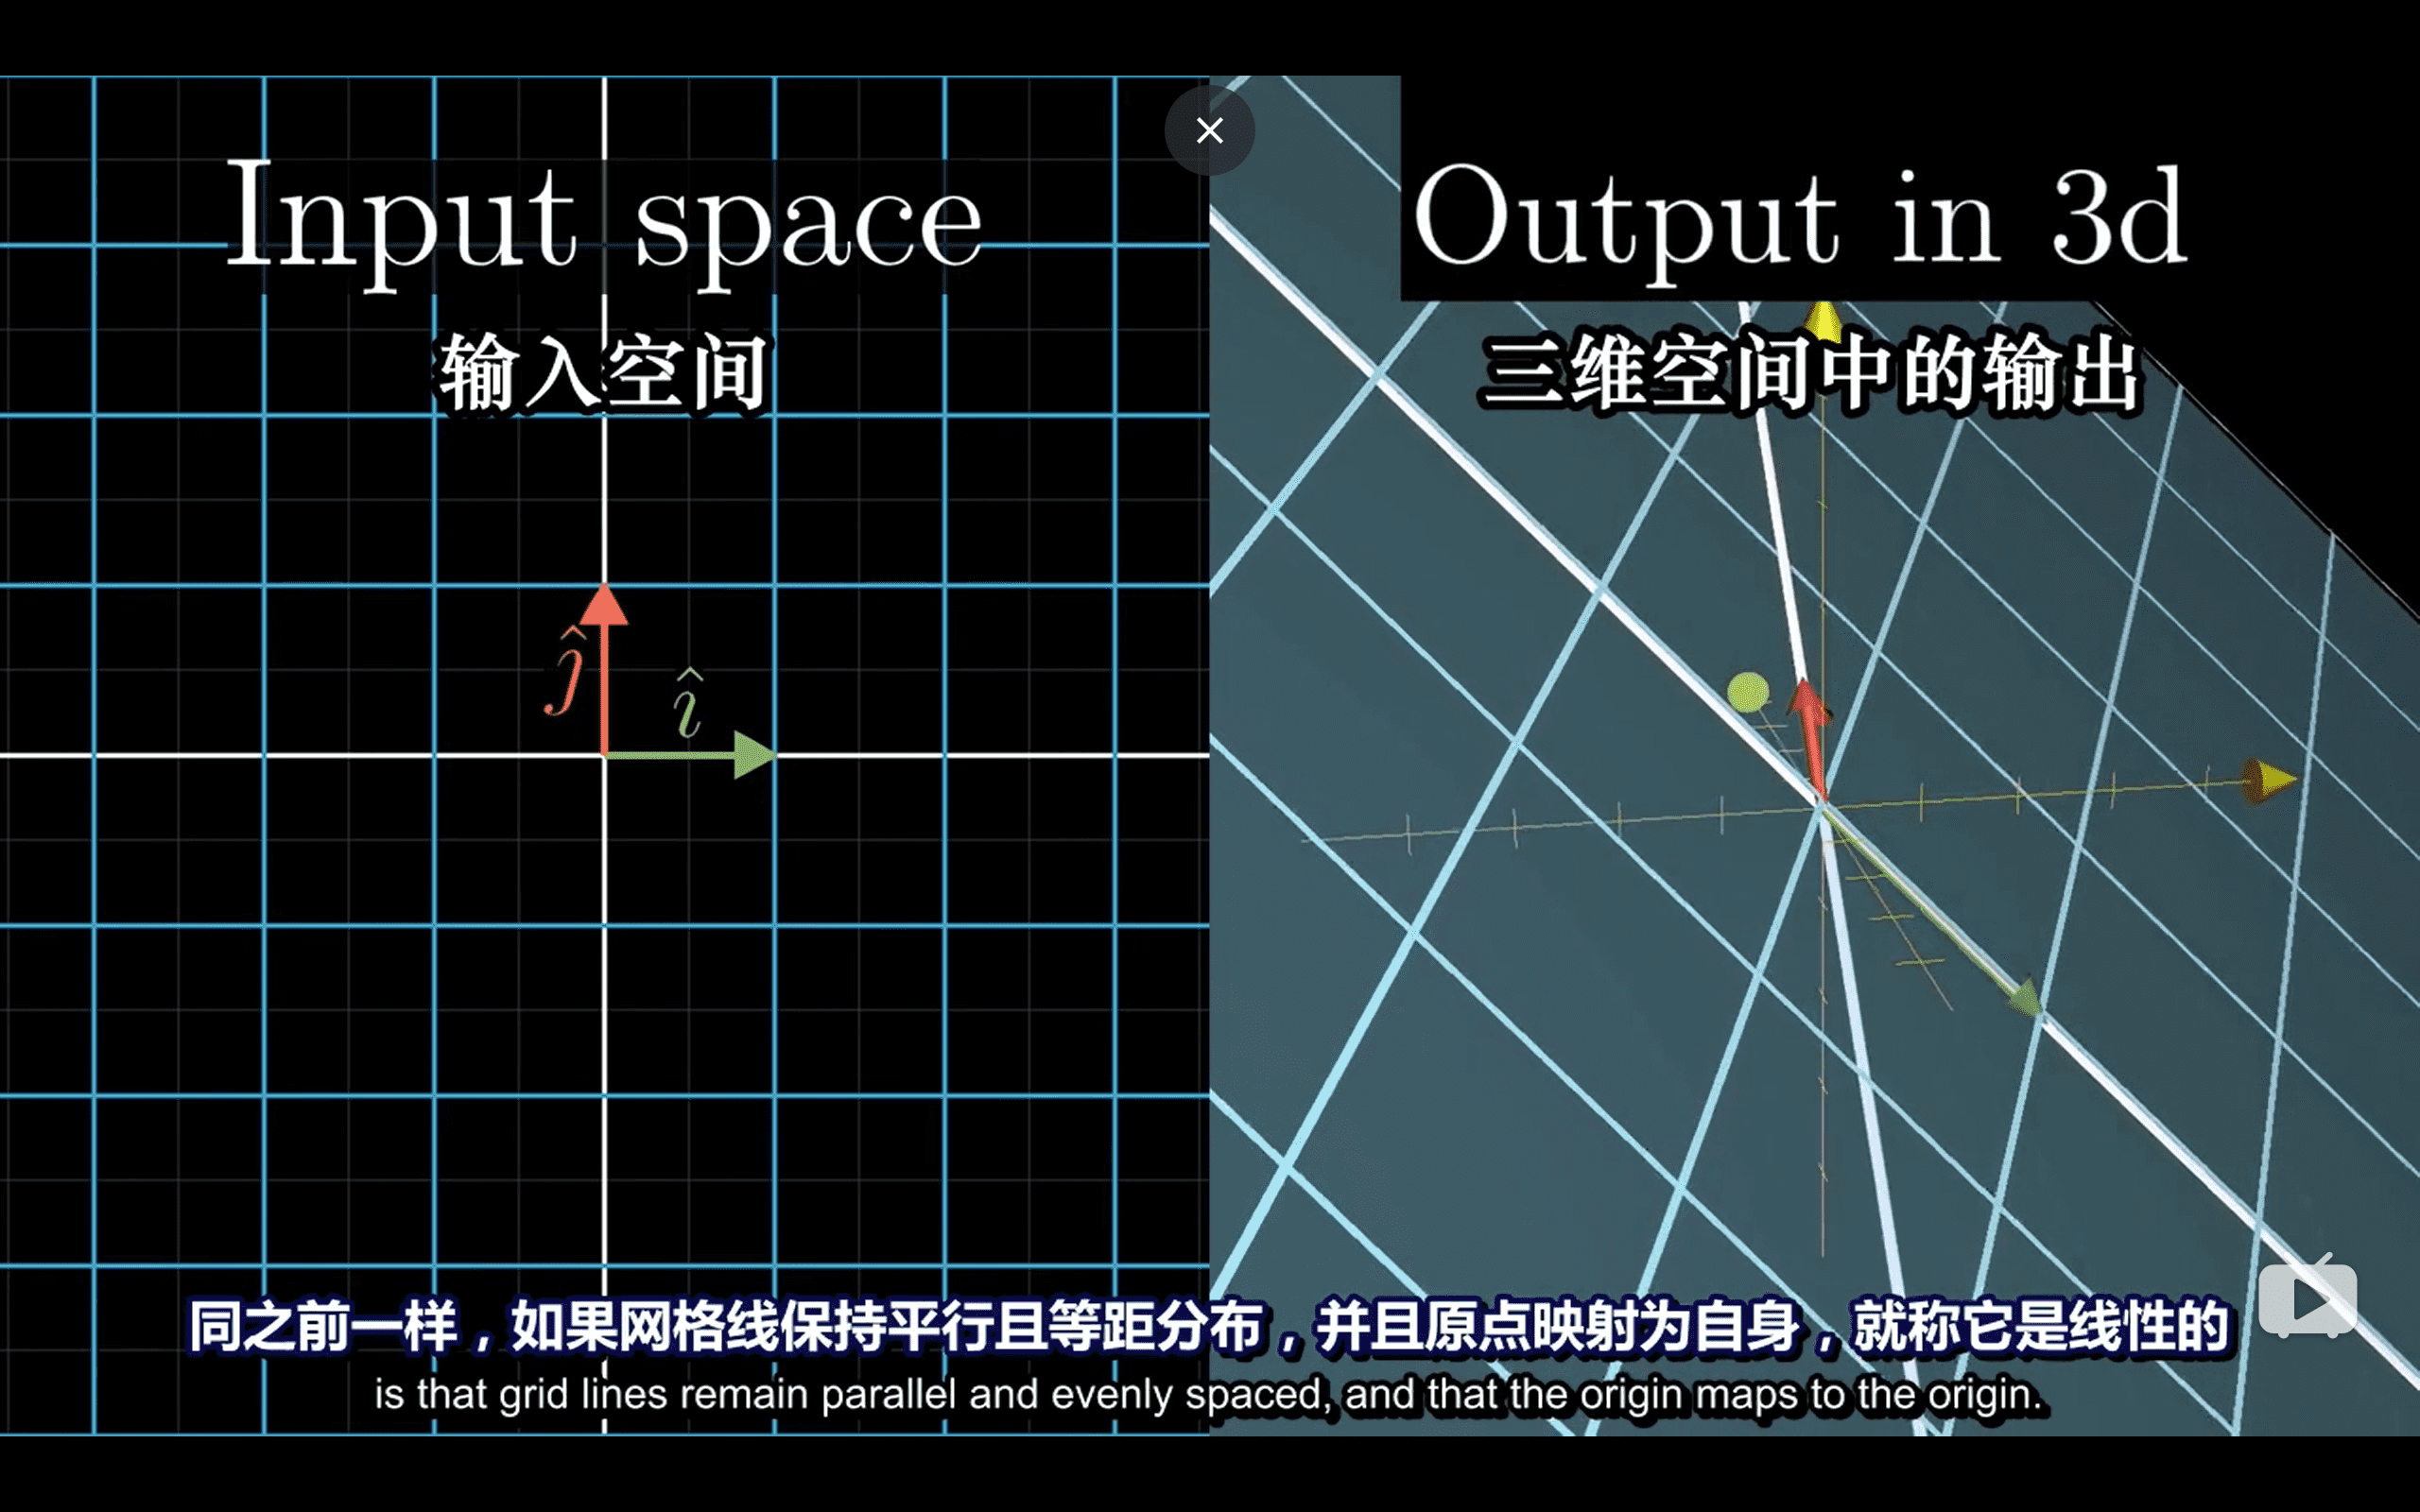 Input space
输入空间
Output in 3d
三维空间中的输出
ĵ
î
同之前一样，如果网格线保持平行且等距分布，并且原点映射为自身，就称它是线性的
is that grid lines remain parallel and evenly spaced, and that the origin maps to the origin.